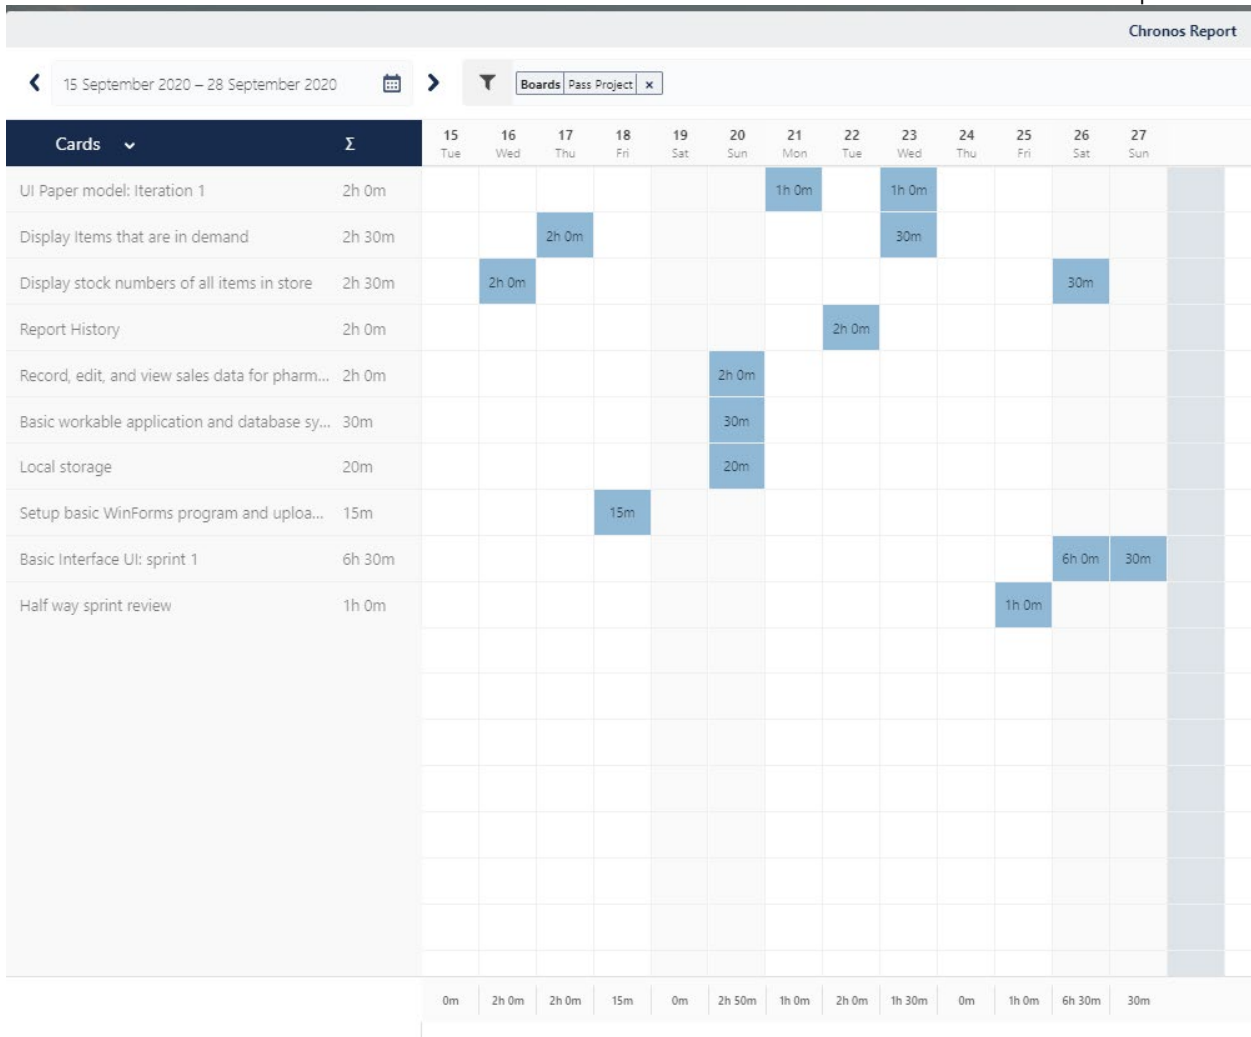 Chronos Report
15 September 2020 – 28 September 2020 Boards Pass Project x
Cards Σ 15 16 17 18 19 20 21 22 23 24 25 26 27
Tue Wed Thu Fri Sat Sun Mon Tue Wed Thu Fri Sat Sun
UI Paper model: Iteration 1 2h 0m 1h 0m 1h 0m
Display Items that are in demand 2h 30m 2h 0m 30m
Display stock numbers of all items in store 2h 30m 2h 0m 30m
Report History 2h 0m 2h 0m
Record, edit, and view sales data for pharm... 2h 0m 2h 0m
Basic workable application and database sy... 30m 30m
Local storage 20m 20m
Setup basic WinForms program and uploa... 15m 15m
Basic Interface UI: sprint 1 6h 30m 6h 0m 30m
Half way sprint review 1h 0m 1h 0m
0m 2h 0m 2h 0m 15m 0m 2h 50m 1h 0m 2h 0m 1h 30m 0m 1h 0m 6h 30m 30m